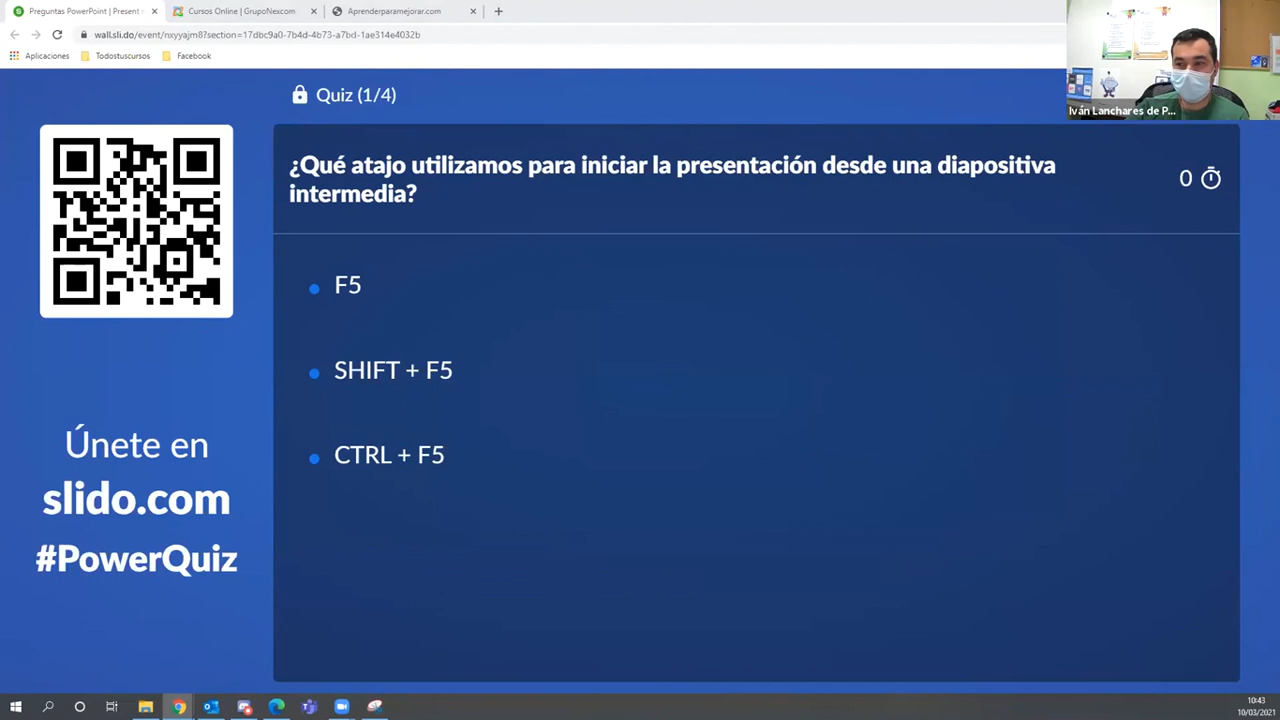 Preguntas PowerPoint | Present
Cursos Online | GrupoNexcom
Aprenderparamejorar.com
wall.sli.do/event/nxyyajm8?section=17dbc9a0-7b4d-4b73-a7bd-1ae314e4032b
Aplicaciones
Todostuscursos
Facebook
Iván Lanchares de P...
Quiz (1/4)
¿Qué atajo utilizamos para iniciar la presentación desde una diapositiva
intermedia?
0
F5
SHIFT + F5
CTRL + F5
Únete en
slido.com
#PowerQuiz
10:43
10/03/2021